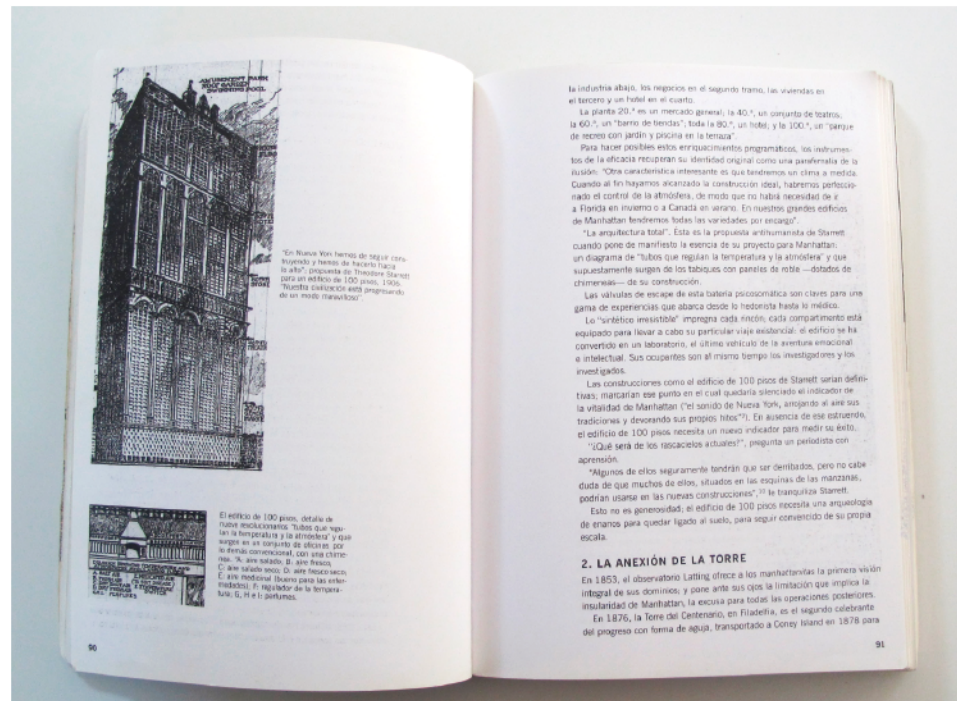 AMUSEMENT PARK
ROOF GARDEN
SWIMMING POOL
"En Nueva York hemos de seguir cons-
truyendo y hemos de hacerlo hacia
lo alto": propuesta de Theodore Starrett
para un edificio de 100 pisos, 1906.
"Nuestra civilización está progresando
de un modo maravilloso".
El edificio de 100 pisos, detalle de
nueve revolucionarios "tubos que regu-
lan la temperatura y la atmósfera" y que
surgen en un conjunto de oficinas por
lo demás convencional, con una chime-
nea. "A: aire salado, B: aire fresco,
C: aire salado seco; D: aire fresco seco;
E: aire medicinal (bueno para las enfer-
medades); F: regulador de la tempera-
tura; G, H e I: perfumes.
90
la industria abajo, los negocios en el segundo tramo, las viviendas en
el tercero y un hotel en el cuarto.
La planta 20.ª es un mercado general; la 40.ª, un conjunto de teatros;
la 60.ª, un "barrio de tiendas"; toda la 80.ª, un hotel; y la 100.ª, un "parque
de recreo con jardín y piscina en la terraza".
Para hacer posibles estos enriquecimientos programáticos, los instrumen-
tos de la eficacia recuperan su identidad original como una parafernalia de la
ilusión: "Otra característica interesante es que tendremos un clima a medida.
Cuando al fin hayamos alcanzado la construcción ideal, habremos perfeccio-
nado el control de la atmósfera, de modo que no habrá necesidad de ir
a Florida en invierno o a Canadá en verano. En nuestros grandes edificios
de Manhattan tendremos todas las variedades por encargo".
"La arquitectura total". Esta es la propuesta antihumanista de Starrett
cuando pone de manifiesto la esencia de su proyecto para Manhattan:
un diagrama de "tubos que regulan la temperatura y la atmósfera" y que
supuestamente surgen de los tabiques con paneles de roble —dotados de
chimeneas— de su construcción.
Las válvulas de escape de esta batería psicosomática son claves para una
gama de experiencias que abarca desde lo hedonista hasta lo médico.
Lo "sintético irresistible" impregna cada rincón; cada compartimento está
equipado para llevar a cabo su particular viaje existencial: el edificio se ha
convertido en un laboratorio, el último vehículo de la aventura emocional
e intelectual. Sus ocupantes son al mismo tiempo los investigadores y los
investigados.
Las construcciones como el edificio de 100 pisos de Starrett serían defini-
tivas; marcarían ese punto en el cual quedaría silenciado el indicador de
la vitalidad de Manhattan ("el sonido de Nueva York, arrojando al aire sus
tradiciones y devorando sus propios hitos"). En ausencia de ese estruendo,
el edificio de 100 pisos necesita un nuevo indicador para medir su éxito.
"¿Qué será de los rascacielos actuales?", pregunta un periodista con
aprensión.
"Algunos de ellos seguramente tendrán que ser derribados, pero no cabe
duda de que muchos de ellos, situados en las esquinas de las manzanas,
podrían usarse en las nuevas construcciones",¹⁰ le tranquiliza Starrett.
Esto no es generosidad; el edificio de 100 pisos necesita una arqueología
de enanos para quedar ligado al suelo, para seguir convencido de su propia
escala.
2. LA ANEXIÓN DE LA TORRE
En 1853, el observatorio Latting ofrece a los manhattanitas la primera visión
integral de sus dominios; y pone ante sus ojos la limitación que implica la
insularidad de Manhattan, la excusa para todas las operaciones posteriores.
En 1876, la Torre del Centenario, en Filadelfia, es el segundo celebrante
del progreso con forma de aguja, transportado a Coney Island en 1878 para
91